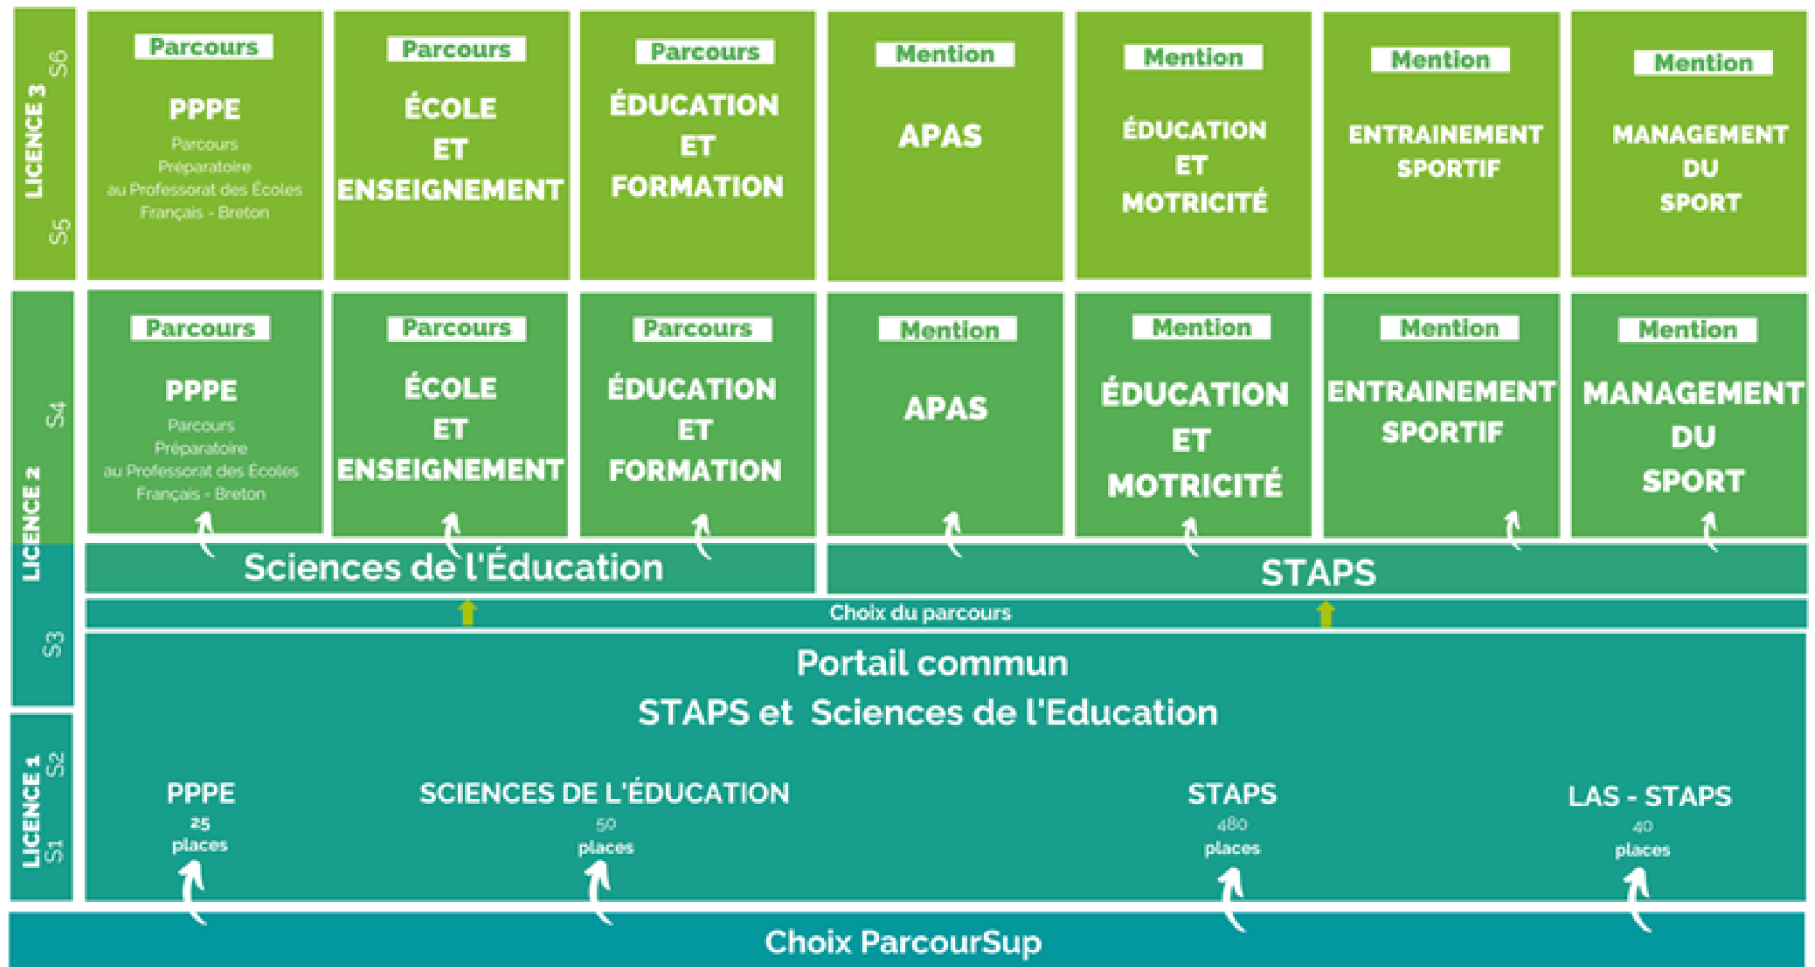 LICENCE 3
S6
S5
Parcours
PPPE
Parcours
Préparatoire
au Professorat des Écoles
Français - Breton
Parcours
ÉCOLE
ET
ENSEIGNEMENT
Parcours
ÉDUCATION
ET
FORMATION
Mention
APAS
Mention
ÉDUCATION
ET
MOTRICITÉ
Mention
ENTRAINEMENT
SPORTIF
Mention
MANAGEMENT
DU
SPORT
LICENCE 2
S4
S3
Parcours
PPPE
Parcours
Préparatoire
au Professorat des Écoles
Français - Breton
Parcours
ÉCOLE
ET
ENSEIGNEMENT
Parcours
ÉDUCATION
ET
FORMATION
Mention
APAS
Mention
ÉDUCATION
ET
MOTRICITÉ
Mention
ENTRAINEMENT
SPORTIF
Mention
MANAGEMENT
DU
SPORT
Sciences de l'Éducation
STAPS
Choix du parcours
Portail commun
STAPS et Sciences de l'Education
LICENCE 1
S2
S1
PPPE
25
places
SCIENCES DE L'ÉDUCATION
50
places
STAPS
480
places
LAS - STAPS
40
places
Choix ParcourSup